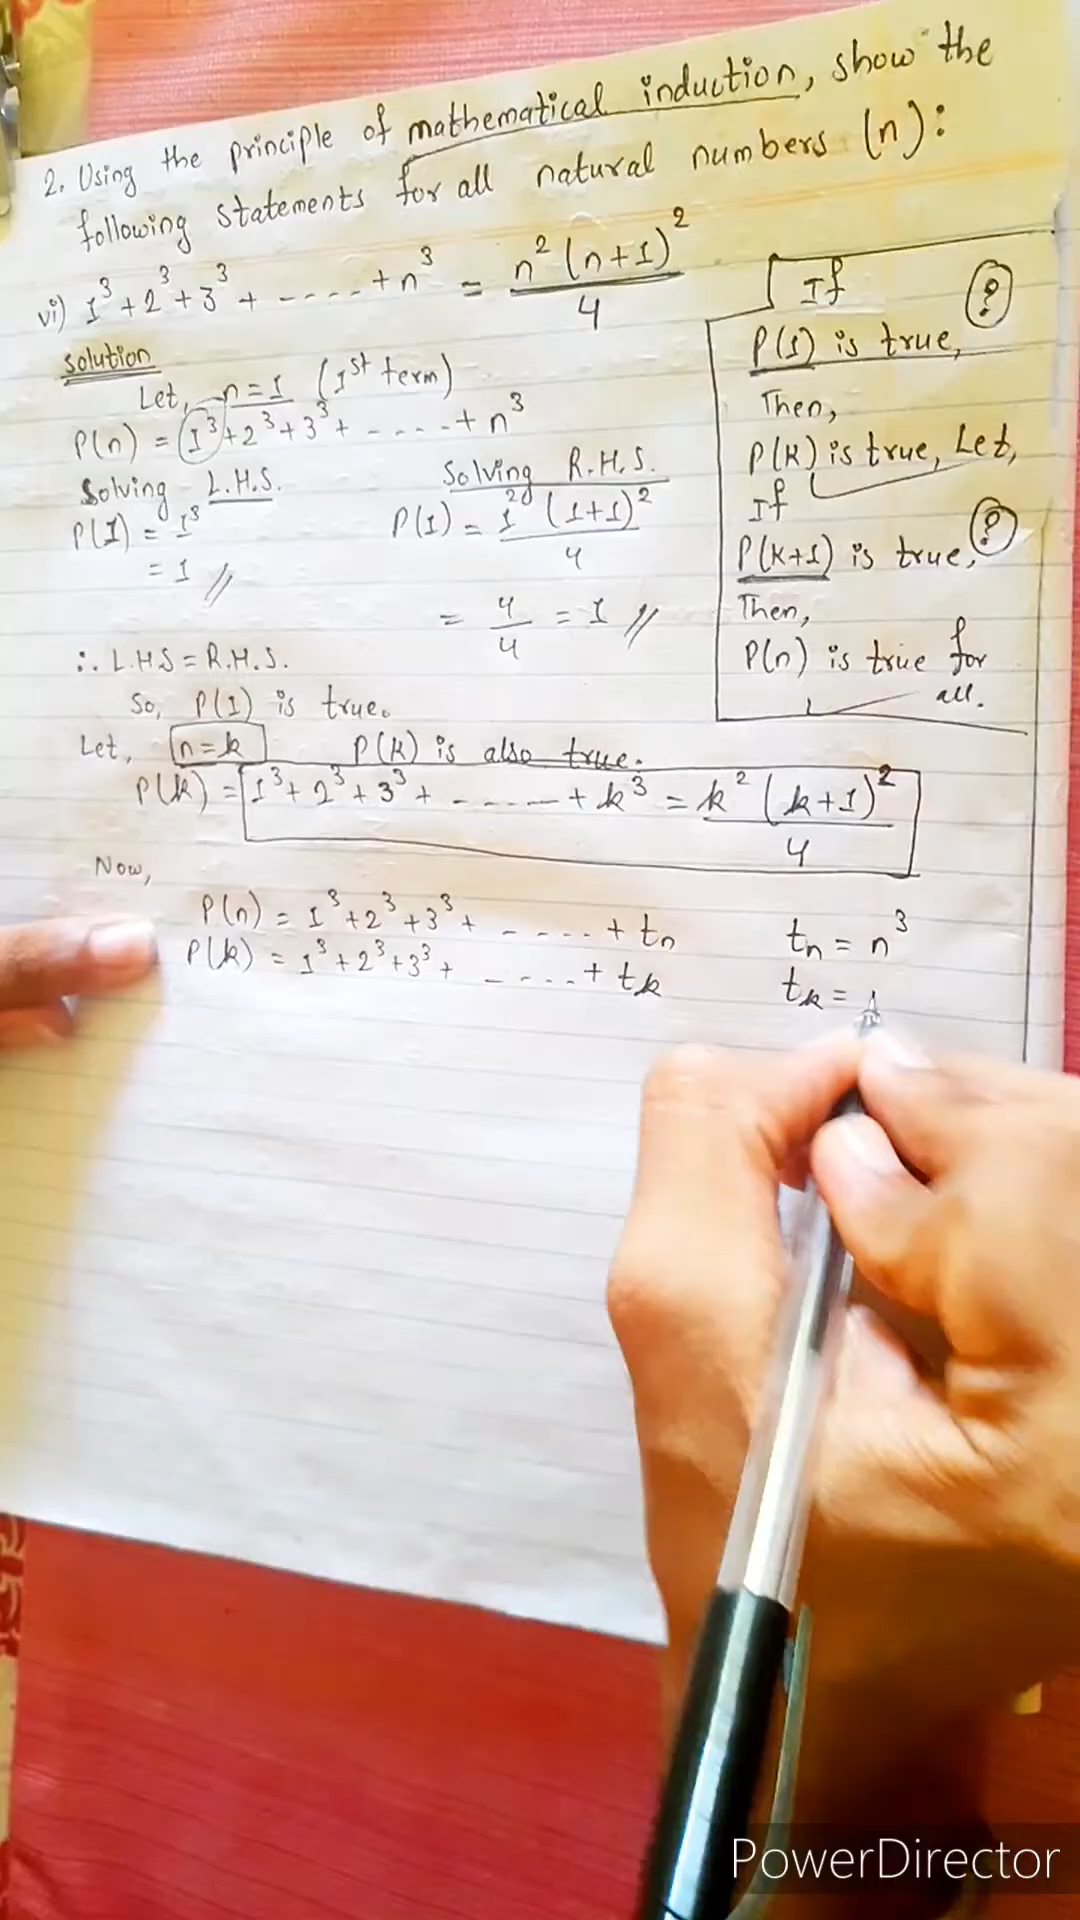 2. Using the principle of mathematical induction, show the
following statements for all natural numbers (n):
vi) 1³ + 2³ + 3³ + - - - - - + n³ = n² (n+1)² / 4
Solution
Let, n = 1 (1st term)
P(n) = 1³ + 2³ + 3³ + - - - - - + n³
Solving L.H.S.
P(1) = 1³
= 1 //
Solving R.H.S.
P(1) = 1² (1+1)² / 4
= 4/4 = 1 //
∴ L.H.S = R.H.S.
So, P(1) is true.
If ?
P(1) is true,
Then,
P(k) is true, Let,
If
P(k+1) is true, ?
Then,
P(n) is true for
all.
Let, n = k P(k) is also true.
P(k) = 1³ + 2³ + 3³ + - - - - - + k³ = k² (k+1)² / 4
Now,
P(n) = 1³ + 2³ + 3³ + - - - - - + tn tn = n³
P(k) = 1³ + 2³ + 3³ + - - - - - + tk tk =
PowerDirector